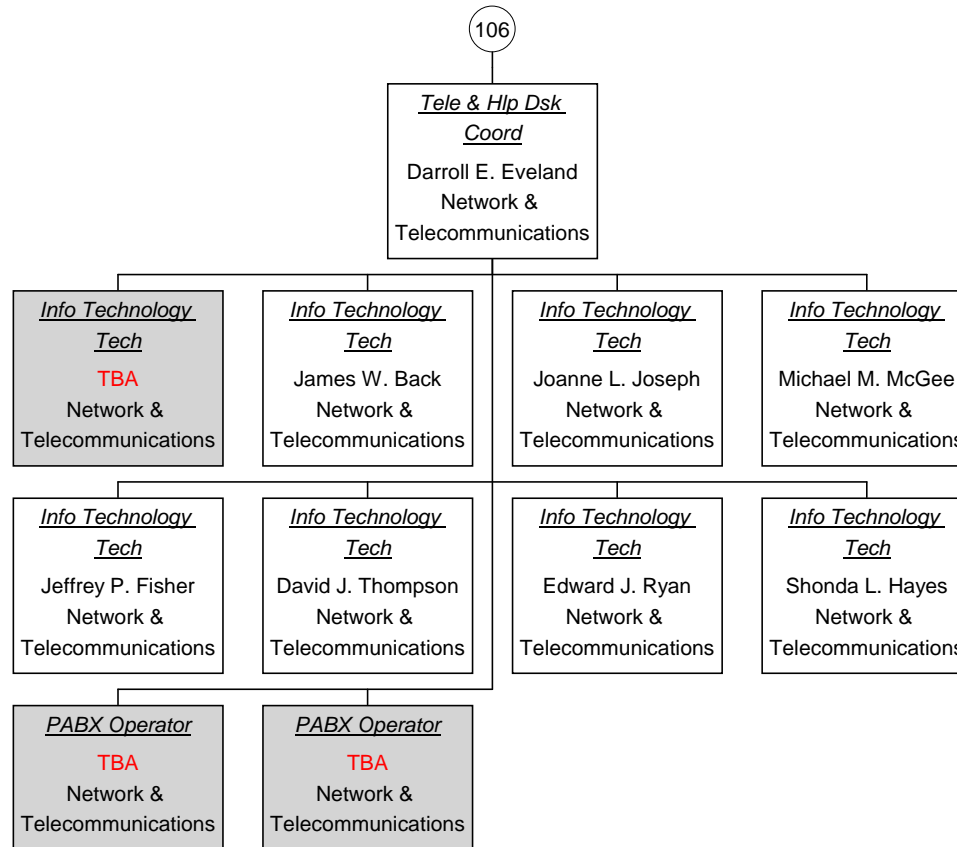 106
Tele & Hlp Dsk
Coord
Darroll E. Eveland
Network &
Telecommunications
Info Technology
Tech
TBA
Network &
Telecommunications
Info Technology
Tech
James W. Back
Network &
Telecommunications
Info Technology
Tech
Joanne L. Joseph
Network &
Telecommunications
Info Technology
Tech
Michael M. McGee
Network &
Telecommunications
Info Technology
Tech
Jeffrey P. Fisher
Network &
Telecommunications
Info Technology
Tech
David J. Thompson
Network &
Telecommunications
Info Technology
Tech
Edward J. Ryan
Network &
Telecommunications
Info Technology
Tech
Shonda L. Hayes
Network &
Telecommunications
PABX Operator
TBA
Network &
Telecommunications
PABX Operator
TBA
Network &
Telecommunications